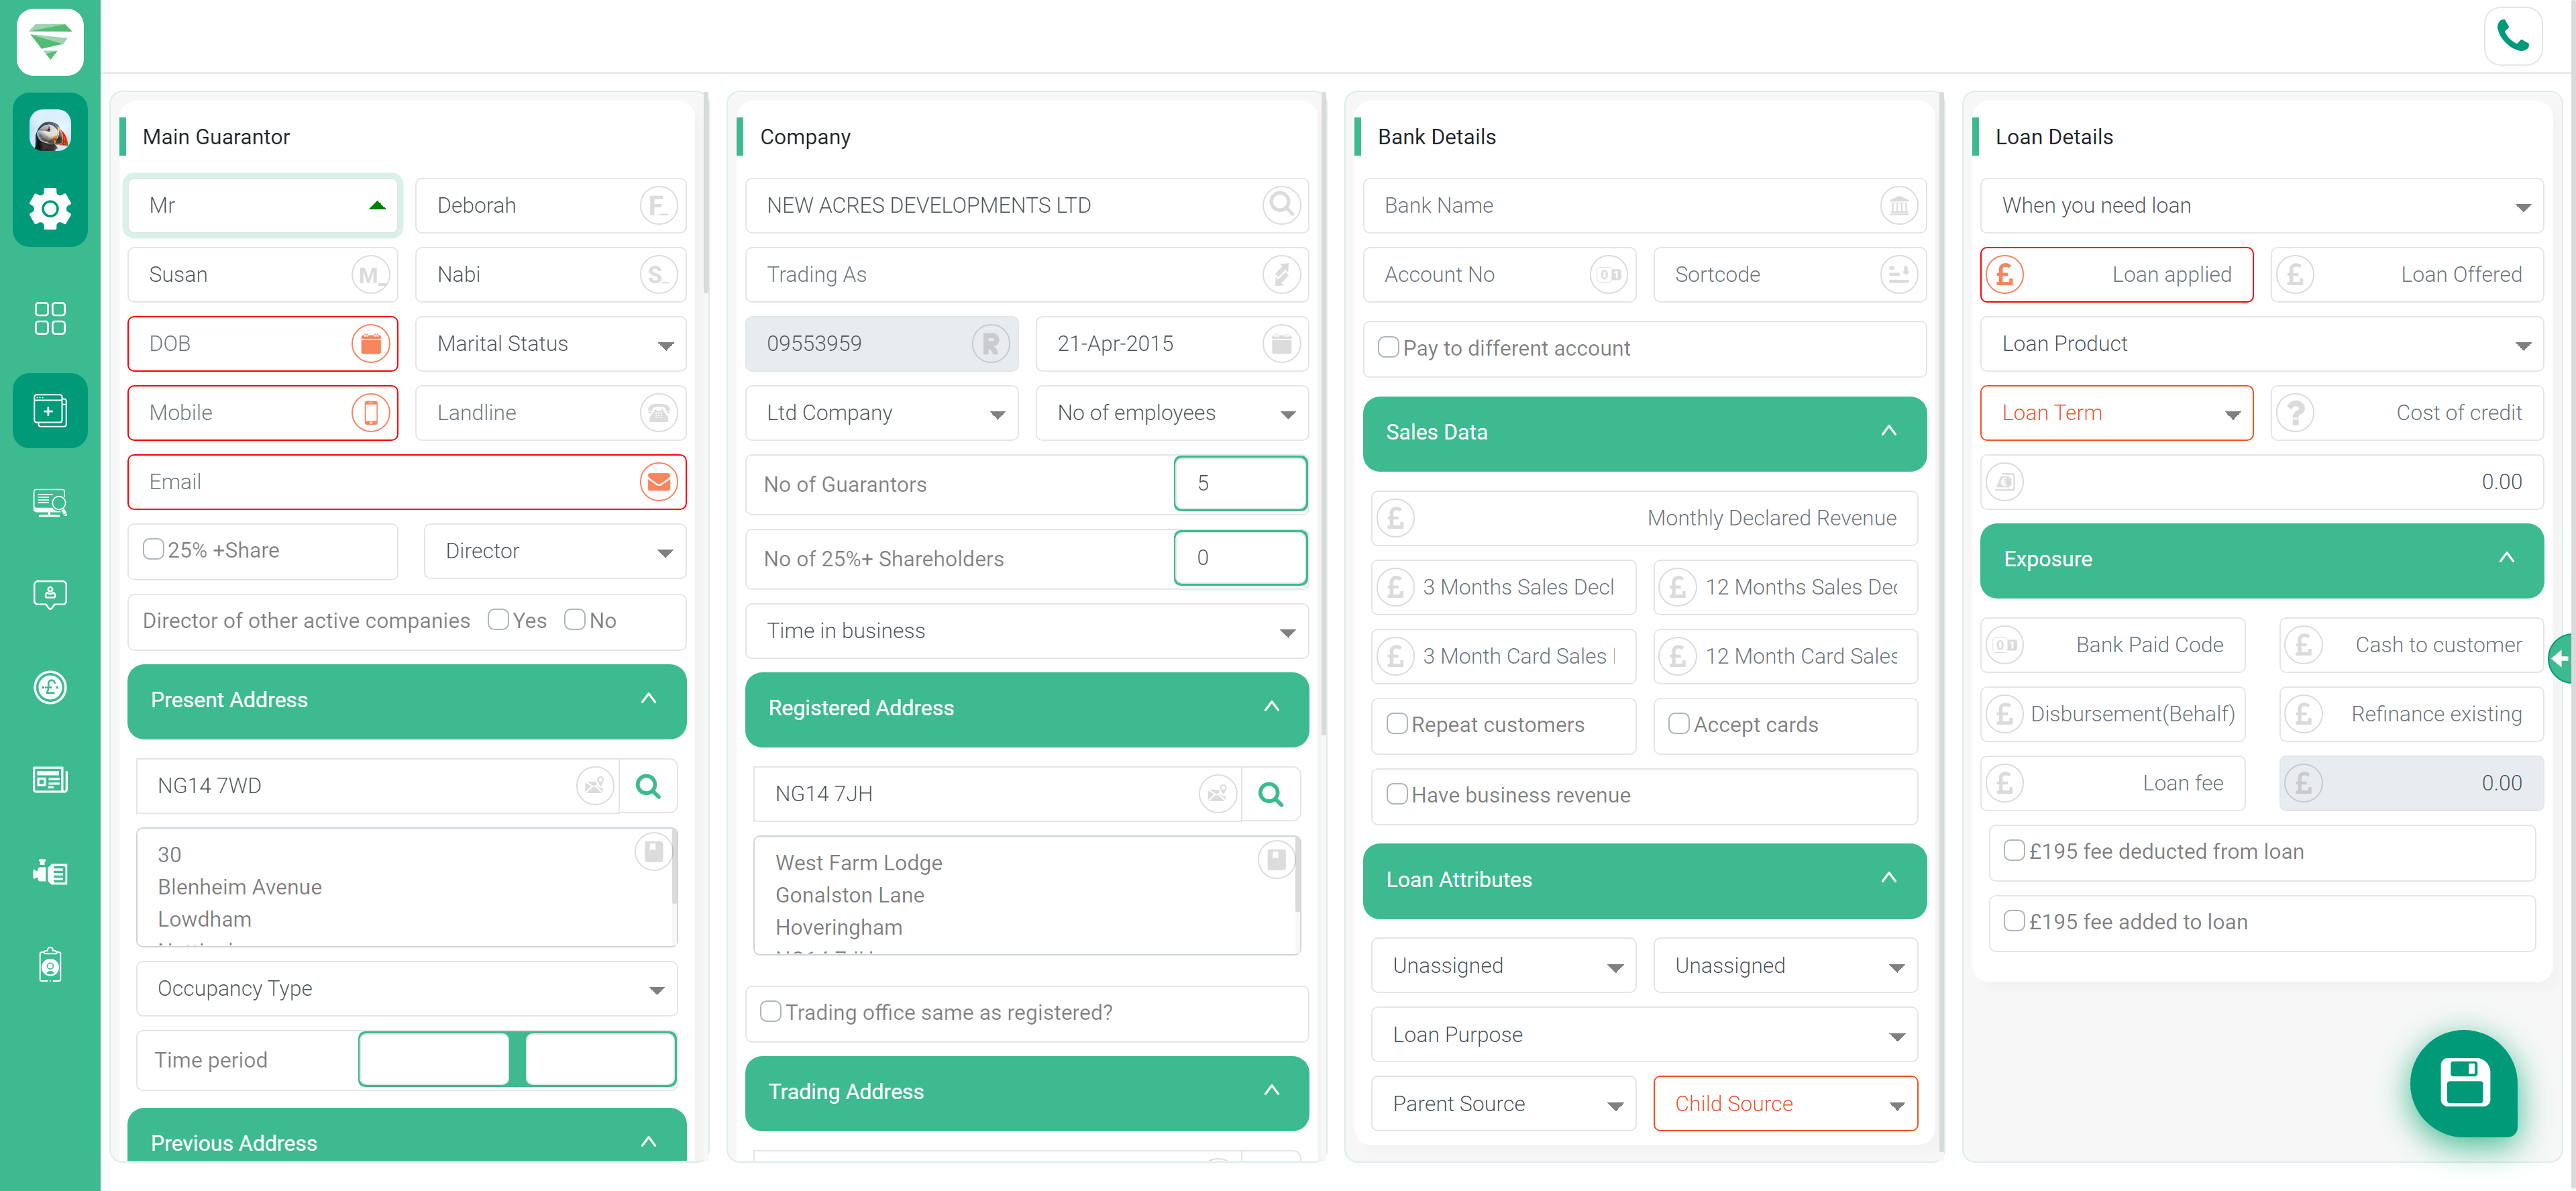 Main Guarantor
Mr
Deborah
F_
Susan
M_
Nabi
S_
DOB
Marital Status
Mobile
Landline
Email
25% +Share
Director
Director of other active companies
Yes
No
Present Address
NG14 7WD
30
Blenheim Avenue
Lowdham
Occupancy Type
Time period
Previous Address
Company
NEW ACRES DEVELOPMENTS LTD
Trading As
09553959
R
21-Apr-2015
Ltd Company
No of employees
No of Guarantors
5
No of 25%+ Shareholders
0
Time in business
Registered Address
NG14 7JH
West Farm Lodge
Gonalston Lane
Hoveringham
Trading office same as registered?
Trading Address
Bank Details
Bank Name
Account No
Sortcode
Pay to different account
Sales Data
£ Monthly Declared Revenue
£ 3 Months Sales Decl
£ 12 Months Sales Dec
£ 3 Month Card Sales
£ 12 Month Card Sales
Repeat customers
Accept cards
Have business revenue
Loan Attributes
Unassigned
Unassigned
Loan Purpose
Parent Source
Child Source
Loan Details
When you need loan
£ Loan applied
£ Loan Offered
Loan Product
Loan Term
? Cost of credit
0.00
Exposure
Bank Paid Code
£ Cash to customer
£ Disbursement(Behalf)
£ Refinance existing
£ Loan fee
£ 0.00
£195 fee deducted from loan
£195 fee added to loan